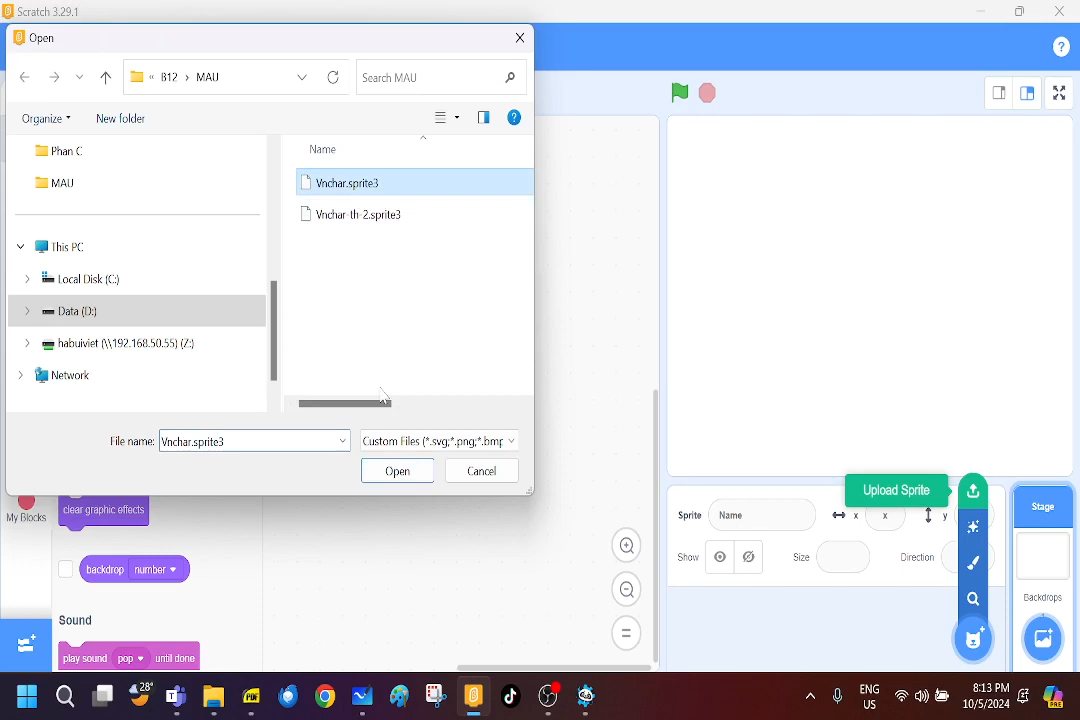 Scratch 3.29.1
Open
« B12 › MAU
Search MAU
Organize
New folder
Phan C
MAU
This PC
Local Disk (C:)
Data (D:)
habuiviet (\\192.168.50.55) (Z:)
Network
Name
Vnchar.sprite3
Vnchar-th-2.sprite3
File name:
Vnchar.sprite3
Custom Files (*.svg;*.png;*.bmp
Open
Cancel
My Blocks
clear graphic effects
backdrop number
Sound
play sound pop until done
Upload Sprite
Sprite
Name
x
x
y
Show
Size
Direction
Stage
Backdrops
28°
PDF
ENG
US
8:13 PM
10/5/2024
PRE